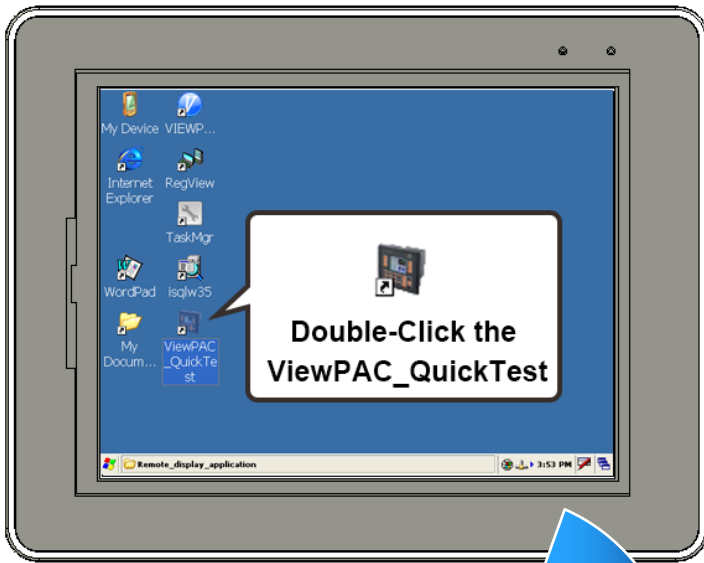 My Device
VIEWP...
Internet
Explorer
RegView
TaskMgr
WordPad
isqlw35
My
Docum...
ViewPAC
_QuickTe
st
Double-Click the
ViewPAC_QuickTest
Remote_display_application
3:53 PM